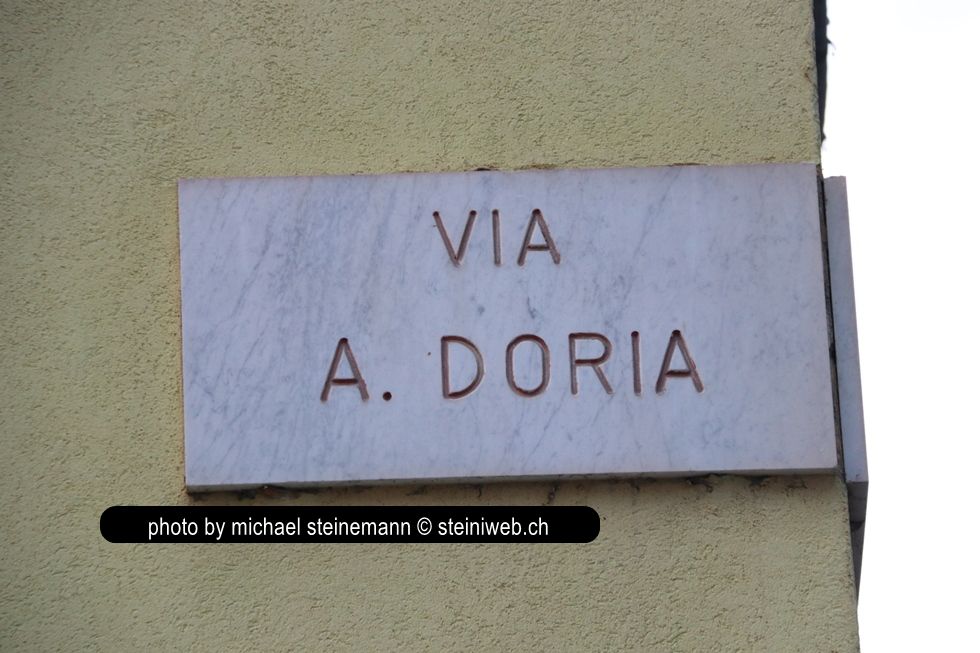 VIA
A. DORIA
photo by michael steinemann © steiniweb.ch